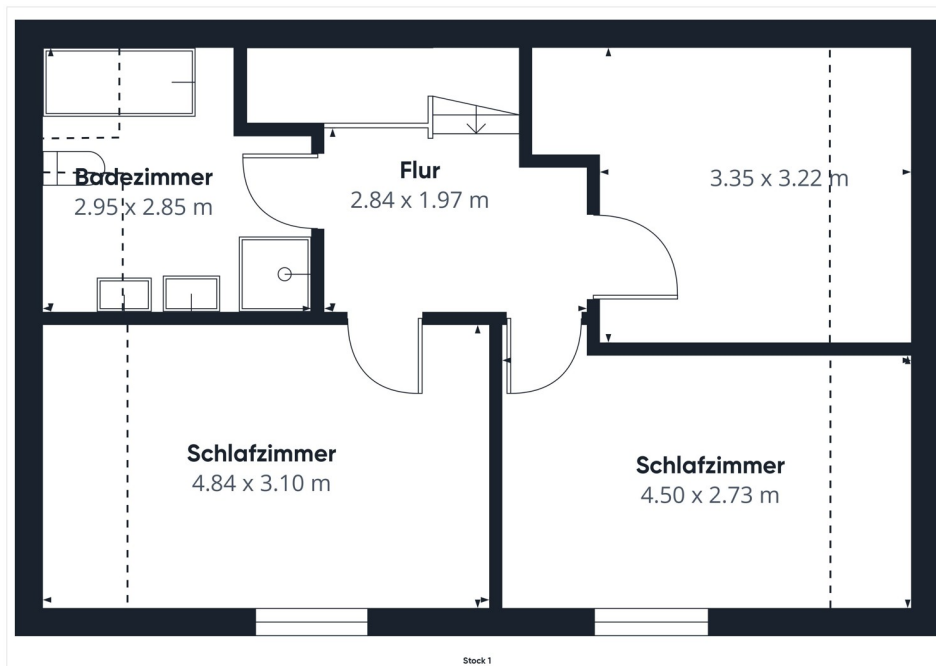 Badezimmer
2.95 x 2.85 m
Flur
2.84 x 1.97 m
3.35 x 3.22 m
Schlafzimmer
4.84 x 3.10 m
Schlafzimmer
4.50 x 2.73 m
Stock 1